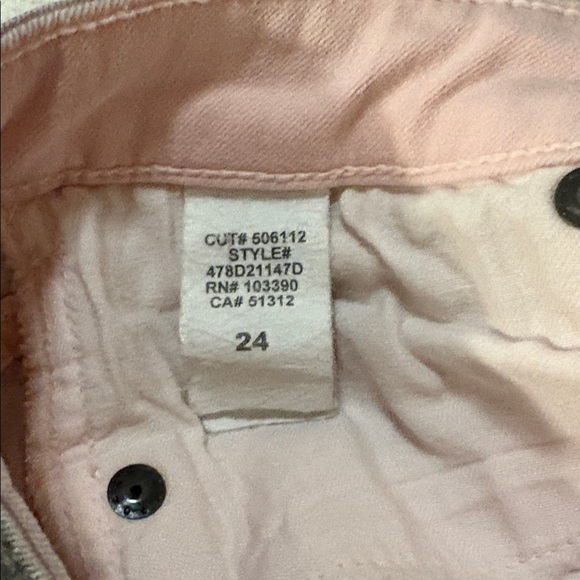 CUT# 506112
STYLE#
478D21147D
RN# 103390
CA# 51312
24